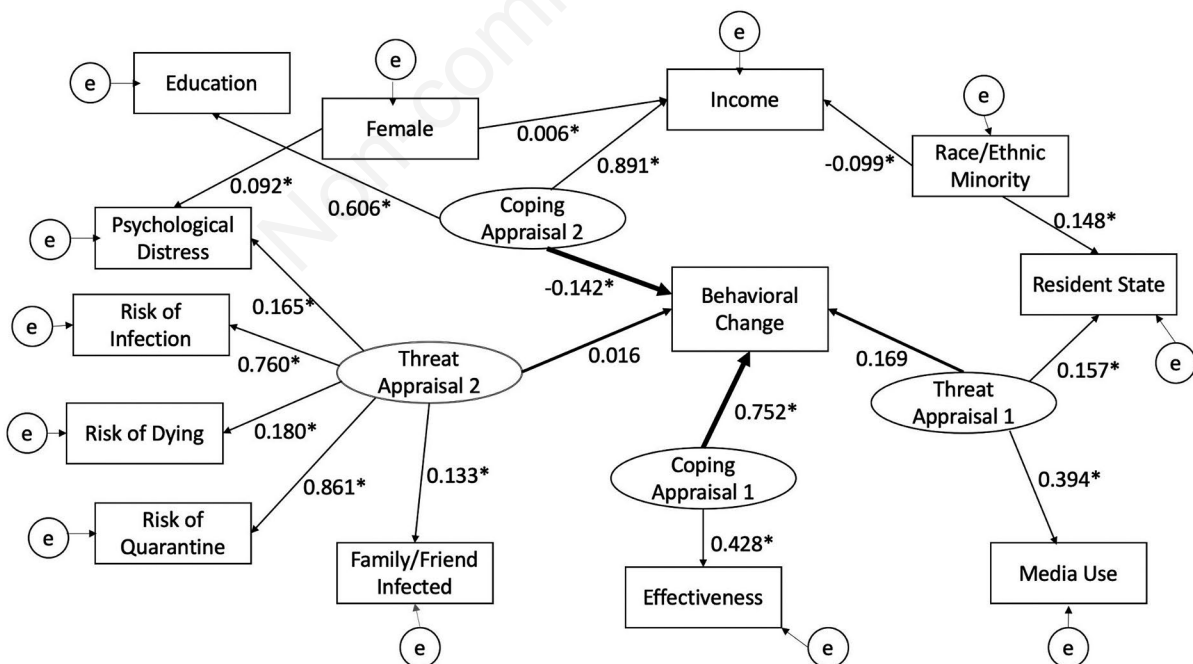 e
e
Education
e
Female
Income
0.006*
e
Race/Ethnic
Minority
0.891*
-0.099*
0.092*
0.606*
Coping
Appraisal 2
0.148*
e
Psychological
Distress
Resident State
-0.142*
Behavioral
Change
0.165*
e
Risk of
Infection
0.760*
0.016
0.169
0.157*
e
Threat
Appraisal 2
Threat
Appraisal 1
e
Risk of Dying
0.180*
0.752*
0.861*
0.133*
Coping
Appraisal 1
0.394*
e
Risk of
Quarantine
0.428*
Family/Friend
Infected
Effectiveness
Media Use
e
e
e
Non-comm